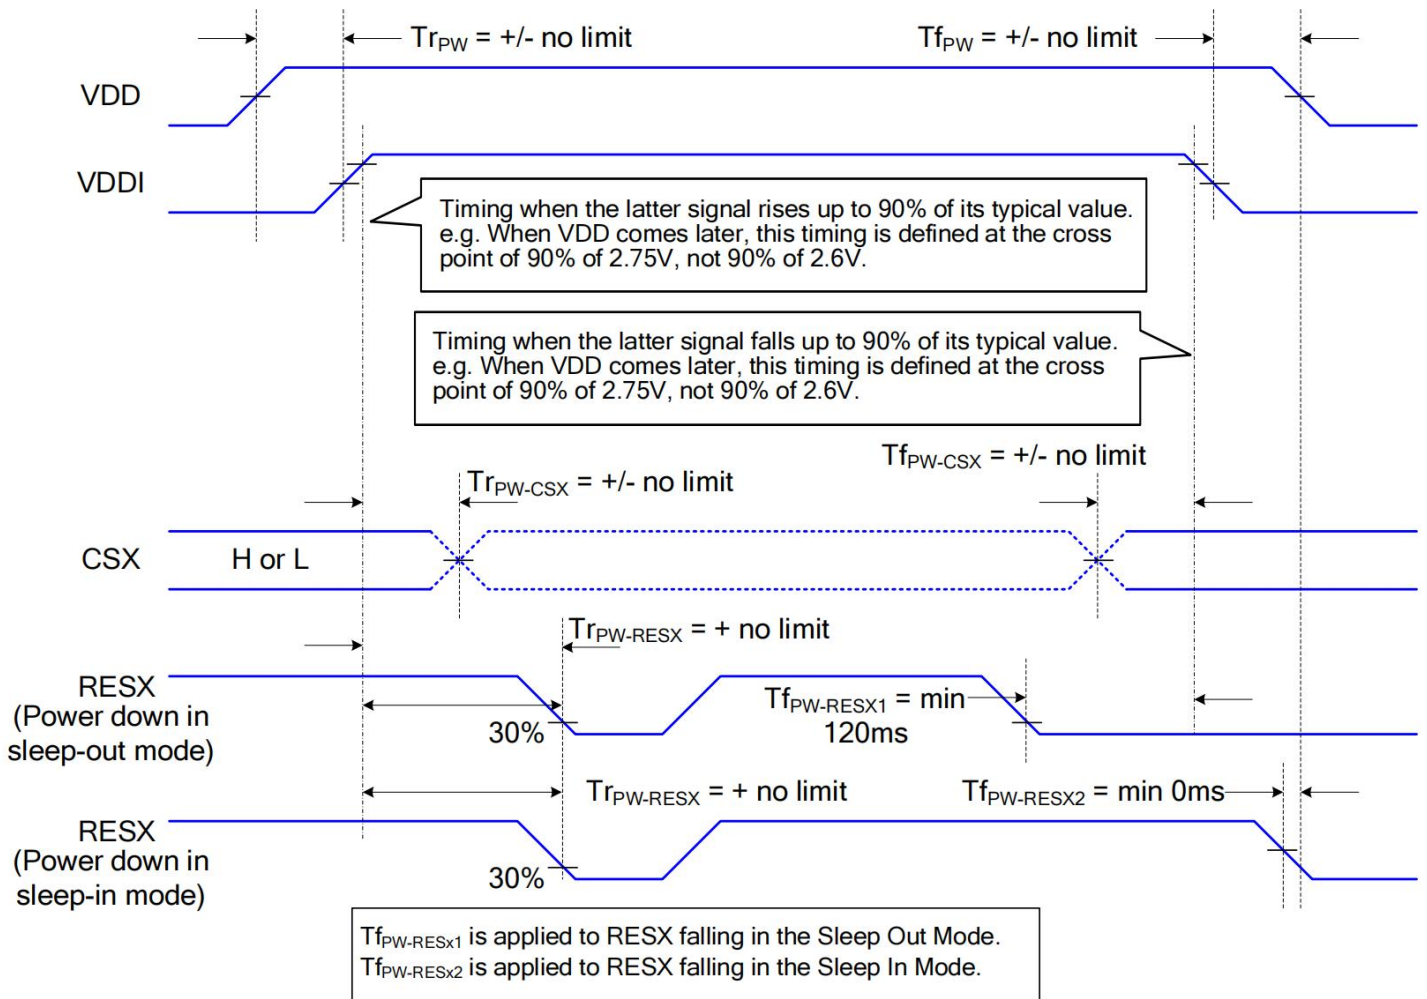 TrPW = +/- no limit
TfPW = +/- no limit
VDD
VDDI
Timing when the latter signal rises up to 90% of its typical value.
e.g. When VDD comes later, this timing is defined at the cross
point of 90% of 2.75V, not 90% of 2.6V.
Timing when the latter signal falls up to 90% of its typical value.
e.g. When VDD comes later, this timing is defined at the cross
point of 90% of 2.75V, not 90% of 2.6V.
TfPW-CSX = +/- no limit
TrPW-CSX = +/- no limit
CSX
H or L
TrPW-RESX = + no limit
RESX
(Power down in
sleep-out mode)
30%
TfPW-RESX1 = min
120ms
TrPW-RESX = + no limit
TfPW-RESX2 = min 0ms
RESX
(Power down in
sleep-in mode)
30%
TfPW-RESx1 is applied to RESX falling in the Sleep Out Mode.
TfPW-RESx2 is applied to RESX falling in the Sleep In Mode.